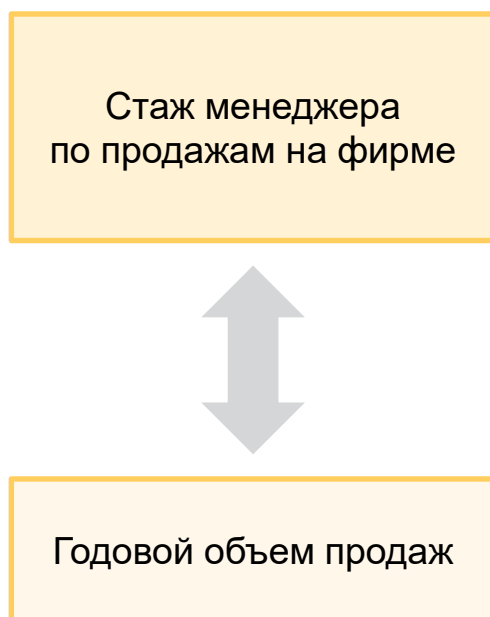 Стаж менеджера
по продажам на фирме
Годовой объем продаж